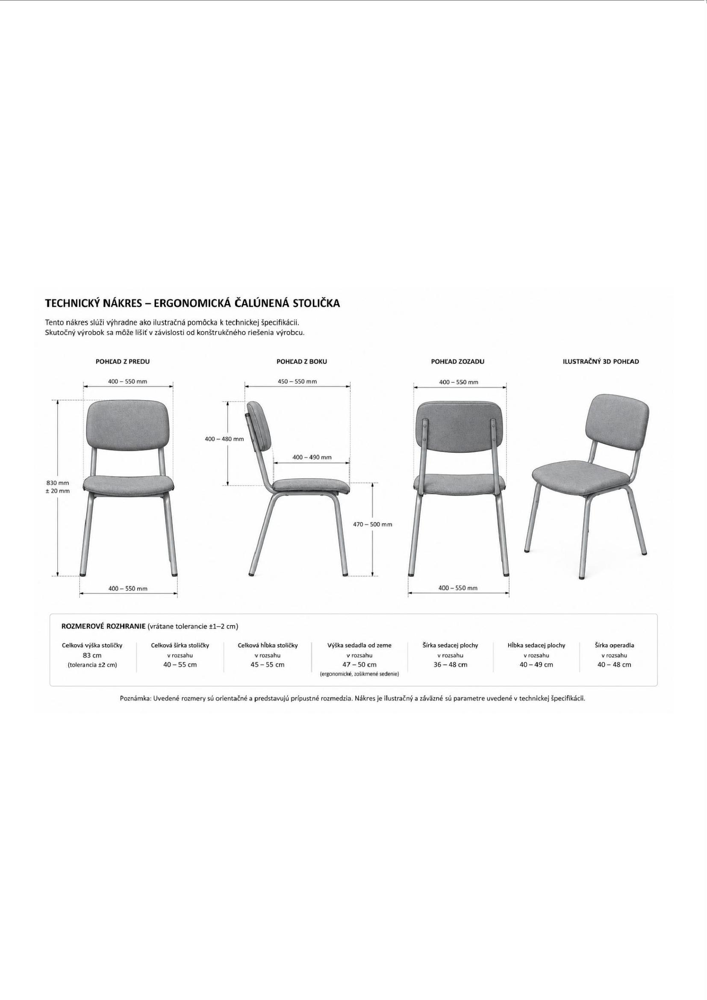 TECHNICKÝ NÁKRES – ERGONOMICKÁ ČALÚNENÁ STOLIČKA
Tento nákres slúži výhradne ako ilustračná pomôcka k technickej špecifikácii.
Skutočný výrobok sa môže líšiť v závislosti od konštrukčného riešenia výrobcu.
POHĽAD Z PREDU
POHĽAD Z BOKU
POHĽAD ZOZADU
ILUSTRAČNÝ 3D POHĽAD
400 – 550 mm
450 – 550 mm
400 – 550 mm
400 – 480 mm
400 – 490 mm
830 mm
± 20 mm
470 – 500 mm
400 – 550 mm
400 – 550 mm
ROZMEROVÉ ROZHRANIE (vrátane tolerancie ±1–2 cm)
Celková výška stoličky
83 cm
(tolerancia ±2 cm)
Celková šírka stoličky
v rozsahu
40 – 55 cm
Celková hĺbka stoličky
v rozsahu
45 – 55 cm
Výška sedadla od zeme
v rozsahu
47 – 50 cm
(ergonomické, zošikmené sedenie)
Šírka sedacej plochy
v rozsahu
36 – 48 cm
Hĺbka sedacej plochy
v rozsahu
40 – 49 cm
Šírka operadla
v rozsahu
40 – 48 cm
Poznámka: Uvedené rozmery sú orientačné a predstavujú prípustné rozmedzia. Nákres je ilustračný a záväzné sú parametre uvedené v technickej špecifikácii.